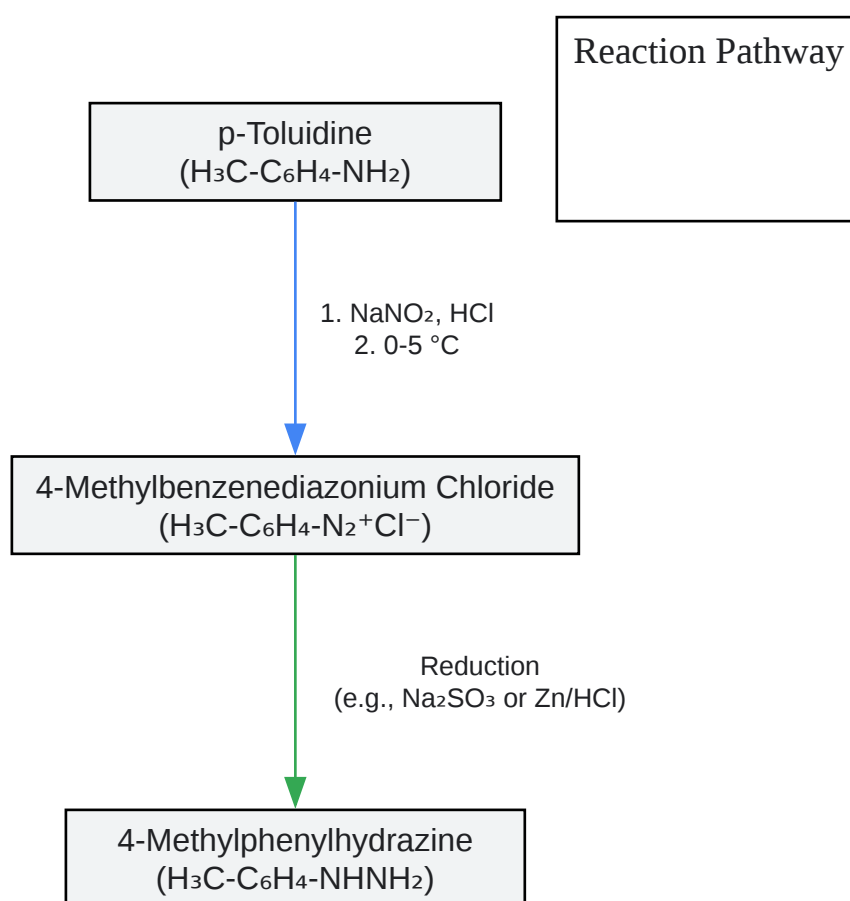 Reaction Pathway
p-Toluidine
(H₃C-C₆H₄-NH₂)
1. NaNO₂, HCl
2. 0-5 °C
4-Methylbenzenediazonium Chloride
(H₃C-C₆H₄-N₂⁺Cl⁻)
Reduction
(e.g., Na₂SO₃ or Zn/HCl)
4-Methylphenylhydrazine
(H₃C-C₆H₄-NHNH₂)